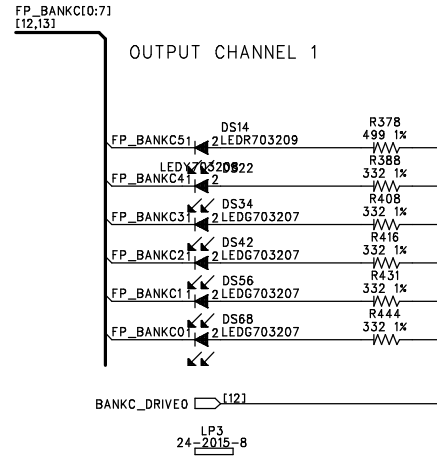 FP_BANKC[0:7]
[12,13]
OUTPUT CHANNEL 1
R378
499 1%
DS14
FP_BANKC5 1 2 LEDR703209
R388
332 1%
LEDY703208 DS22
FP_BANKC4 1 2
R408
332 1%
DS34
FP_BANKC3 1 2 LEDG703207
R416
332 1%
DS42
FP_BANKC2 1 2 LEDG703207
R431
332 1%
DS56
FP_BANKC1 1 2 LEDG703207
R444
332 1%
DS68
FP_BANKC0 1 2 LEDG703207
BANKC_DRIVE0 [12]
LP3
24-2015-8